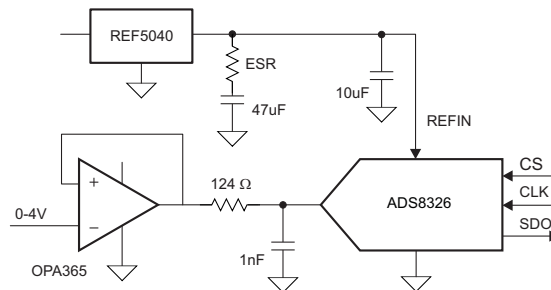 REF5040
ESR
47uF
10uF
REFIN
+
0-4V
−
OPA365
124 Ω
1nF
ADS8326
CS
CLK
SDO